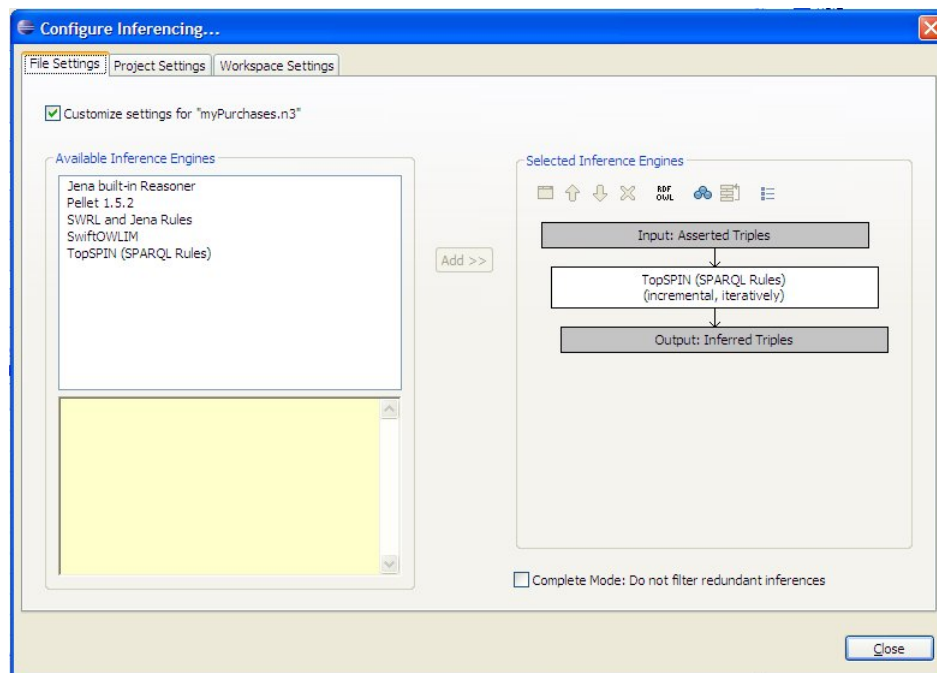 Configure Inferencing...
File Settings
Project Settings
Workspace Settings
Customize settings for "myPurchases.n3"
Available Inference Engines
Jena built-in Reasoner
Pellet 1.5.2
SWRL and Jena Rules
SwiftOWLIM
TopSPIN (SPARQL Rules)
Add >>
Selected Inference Engines
RDF
OWL
Input: Asserted Triples
TopSPIN (SPARQL Rules)
(incremental, iteratively)
Output: Inferred Triples
Complete Mode: Do not filter redundant inferences
Close